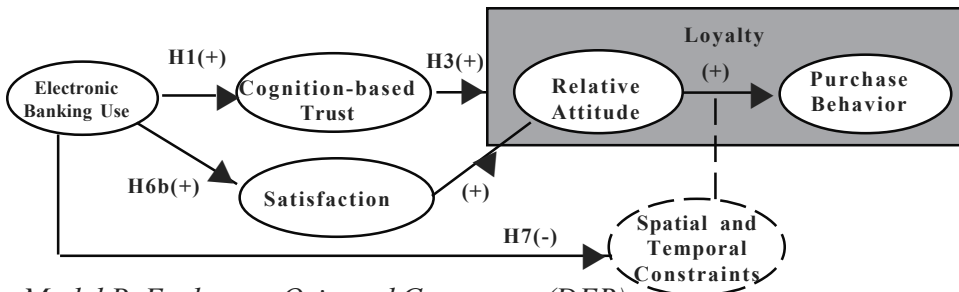 Loyalty
H1(+)
H3(+)
(+)
Electronic
Banking Use
Cognition-based
Trust
Relative
Attitude
Purchase
Behavior
H6b(+)
Satisfaction
(+)
H7(-)
Spatial and
Temporal
Constraints